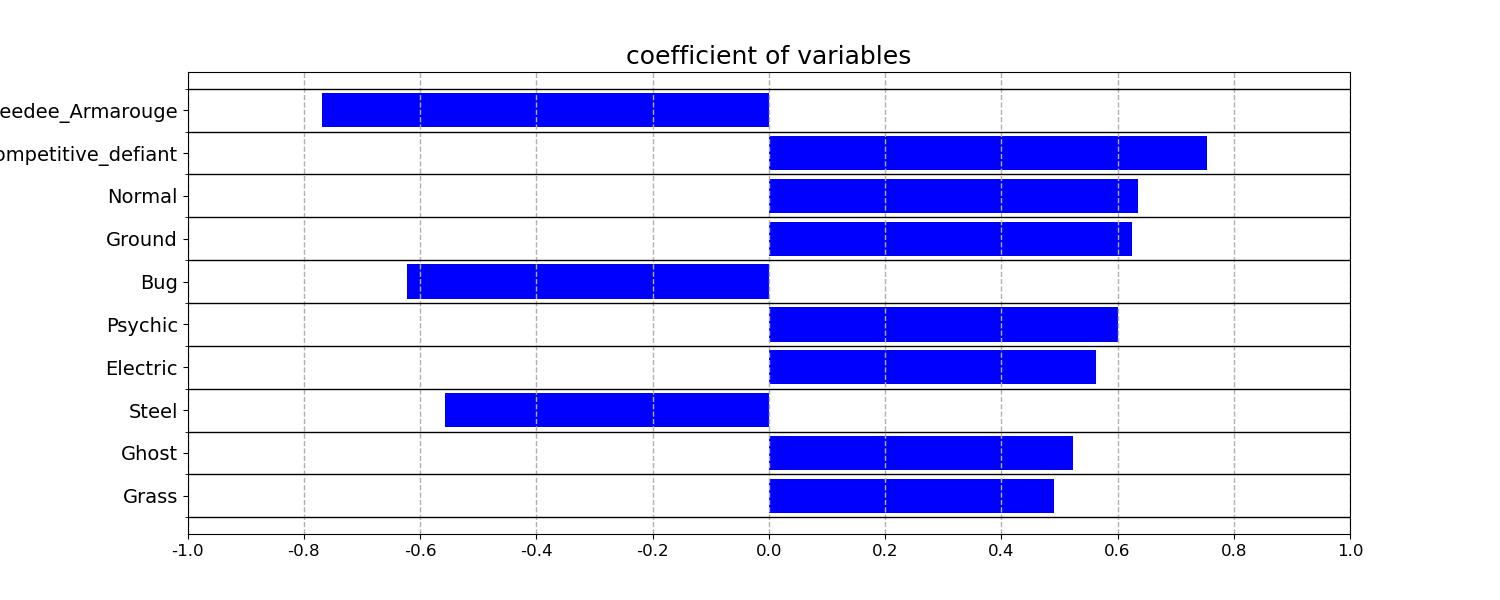 coefficient of variables
eedee_Armarouge
ompetitive_defiant
Normal
Ground
Bug
Psychic
Electric
Steel
Ghost
Grass
-1.0 -0.8 -0.6 -0.4 -0.2 0.0 0.2 0.4 0.6 0.8 1.0